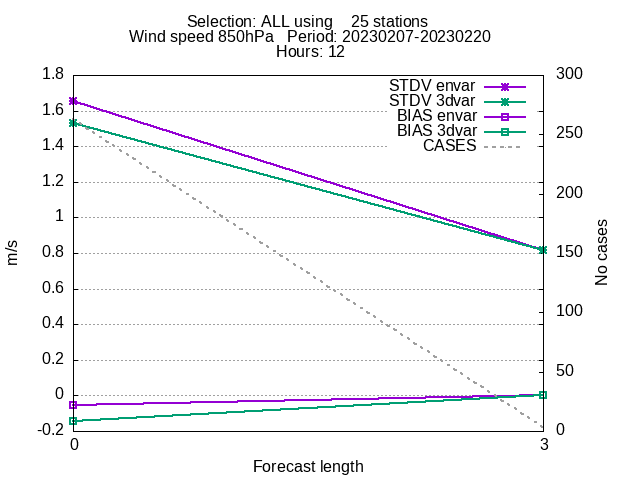 Selection: ALL using    25 stations
Wind speed 850hPa   Period: 20230207-20230220
Hours: 12
STDV envar
STDV 3dvar
BIAS envar
BIAS 3dvar
CASES
1.8
1.6
1.4
1.2
1
0.8
0.6
0.4
0.2
0
-0.2
m/s
300
250
200
150
100
50
0
No cases
0
3
Forecast length